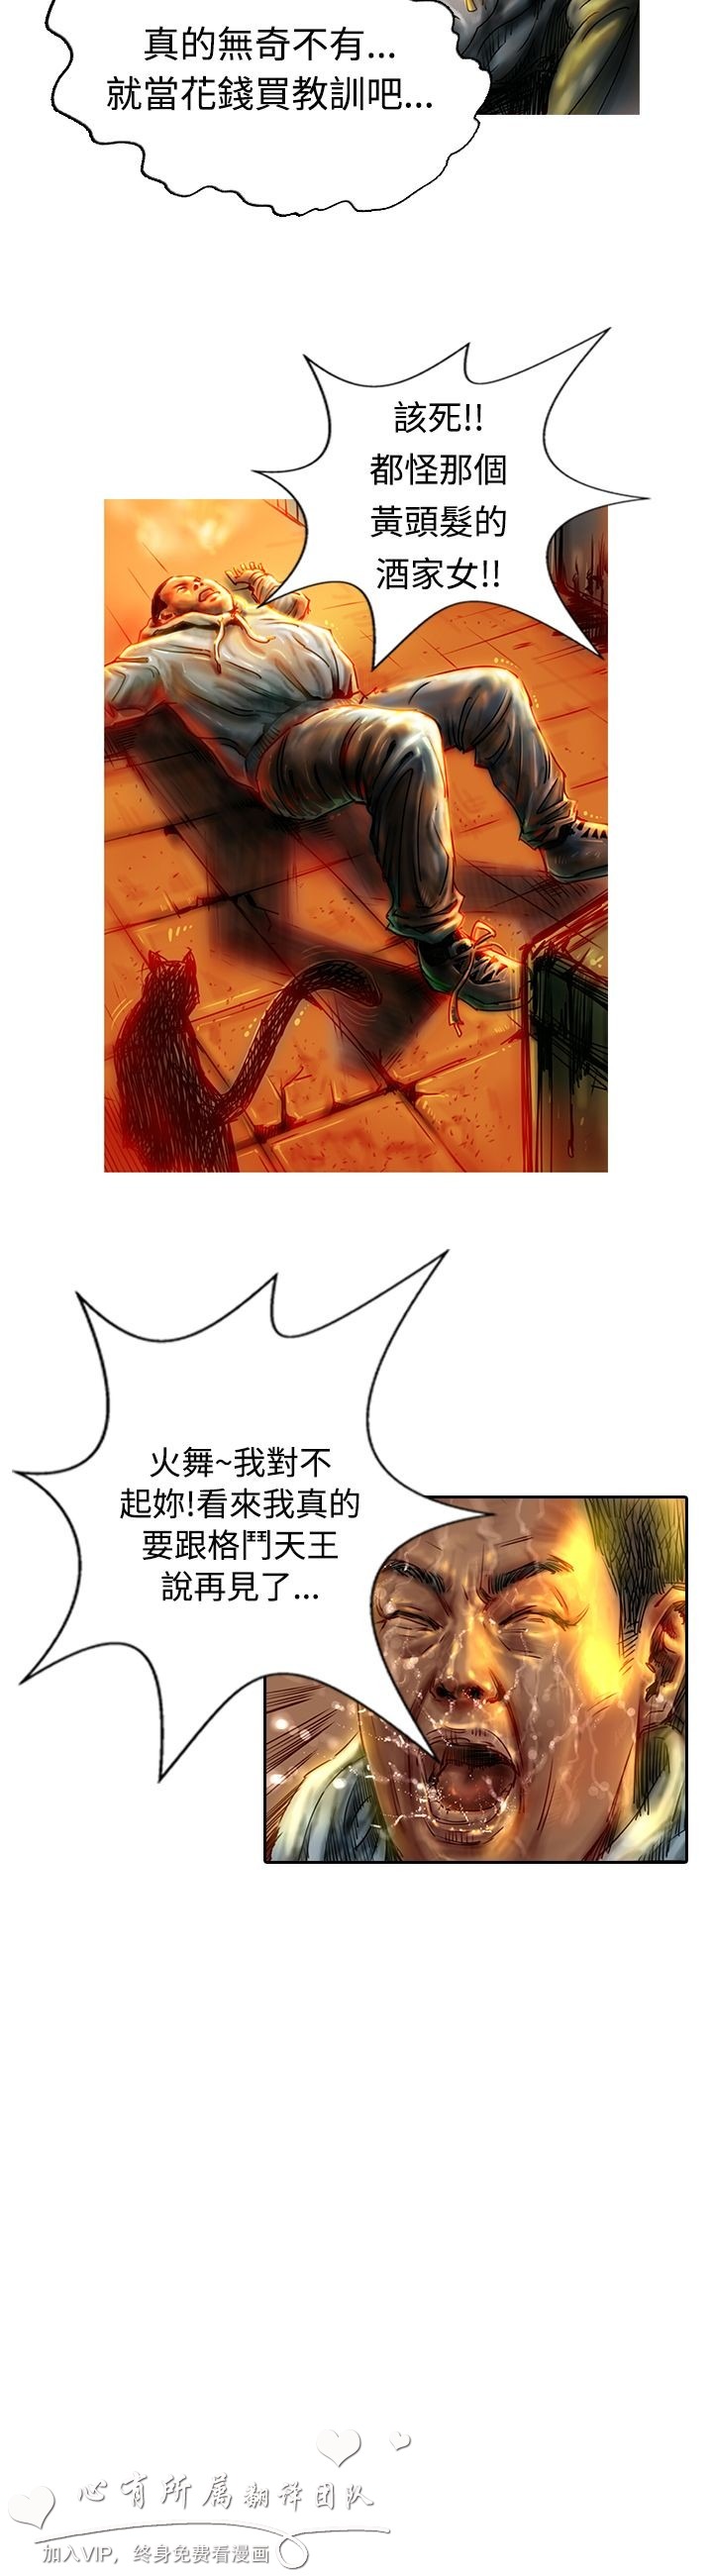 真的無奇不有...
就當花錢買教訓吧...
該死!!
都怪那個
黃頭髮的
酒家女!!
火舞~我對不
起妳!看來我真的
要跟格鬥天王
說再見了...
心有所属翻译团队
加入VIP，终身免费看漫画